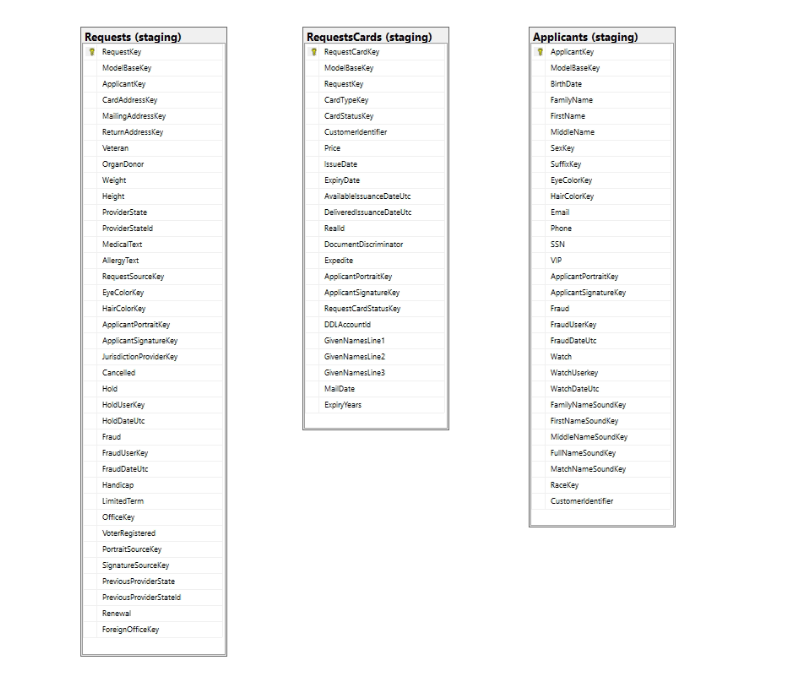 Requests (staging)
RequestKey
ModelBaseKey
ApplicantKey
CardAddressKey
MailingAddressKey
ReturnAddressKey
Veteran
OrganDonor
Weight
Height
ProviderState
ProviderStateId
MedicalText
AllergyText
RequestSourceKey
EyeColorKey
HairColorKey
ApplicantPortraitKey
ApplicantSignatureKey
JurisdictionProviderKey
Cancelled
Hold
HoldUserKey
HoldDateUtc
Fraud
FraudUserKey
FraudDateUtc
Handicap
LimitedTerm
OfficeKey
VoterRegistered
PortraitSourceKey
SignatureSourceKey
PreviousProviderState
PreviousProviderStateId
Renewal
ForeignOfficeKey
RequestsCards (staging)
RequestCardKey
ModelBaseKey
RequestKey
CardTypeKey
CardStatusKey
CustomerIdentifier
Price
IssueDate
ExpiryDate
AvailableIssuanceDateUtc
DeliveredIssuanceDateUtc
RealId
DocumentDiscriminator
Expedite
ApplicantPortraitKey
ApplicantSignatureKey
RequestCardStatusKey
DDLAccountId
GivenNamesLine1
GivenNamesLine2
GivenNamesLine3
MailDate
ExpiryYears
Applicants (staging)
ApplicantKey
ModelBaseKey
BirthDate
FamilyName
FirstName
MiddleName
SexKey
SuffixKey
EyeColorKey
HairColorKey
Email
Phone
SSN
VIP
ApplicantPortraitKey
ApplicantSignatureKey
Fraud
FraudUserKey
FraudDateUtc
Watch
WatchUserkey
WatchDateUtc
FamilyNameSoundKey
FirstNameSoundKey
MiddleNameSoundKey
FullNameSoundKey
MatchNameSoundKey
RaceKey
CustomerIdentifier